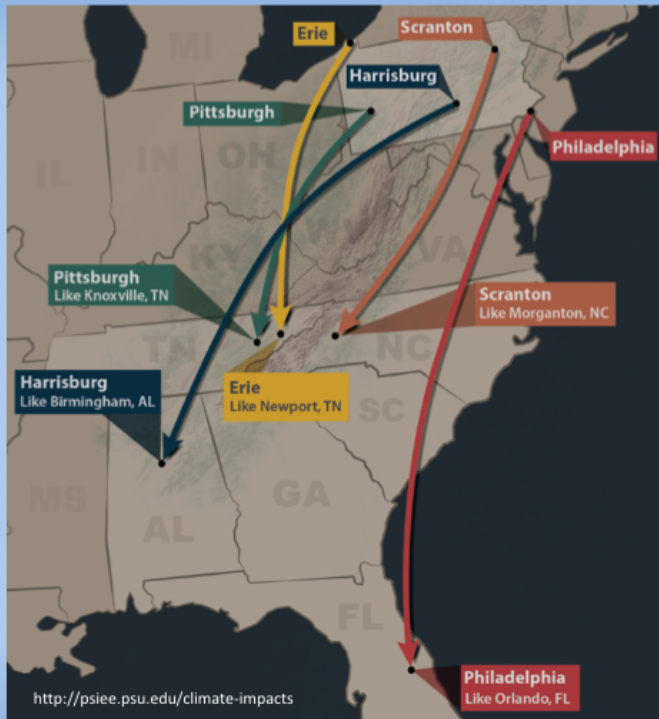 Erie
Scranton
MI
Harrisburg
Pittsburgh
Philadelphia
IL
IN
OH
WV
KY
VA
Pittsburgh
Like Knoxville, TN
Scranton
Like Morganton, NC
TN
NC
Harrisburg
Like Birmingham, AL
Erie
Like Newport, TN
SC
MS
GA
AL
FL
Philadelphia
Like Orlando, FL
http://psiee.psu.edu/climate-impacts